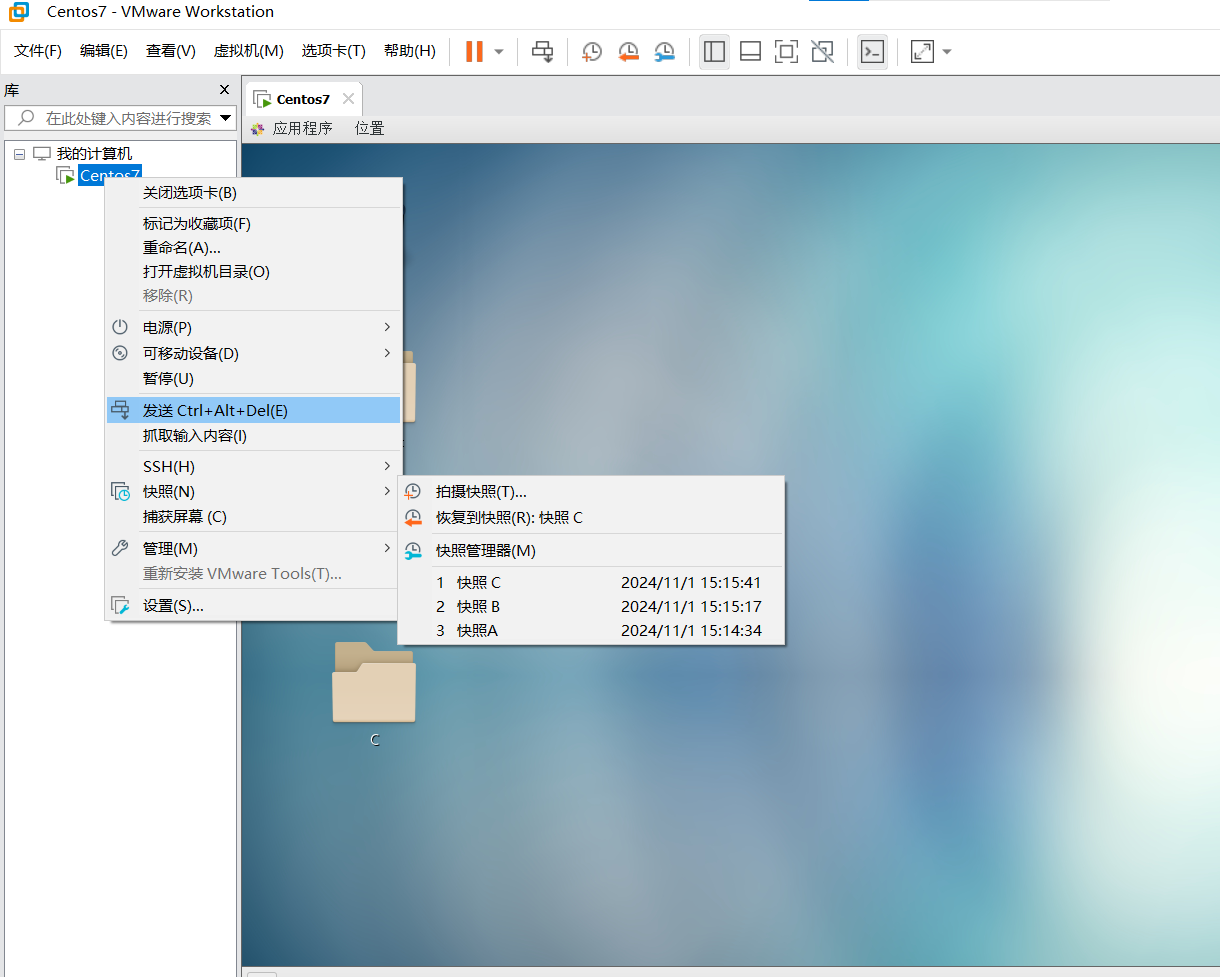 Centos7 - VMware Workstation
文件(F) 编辑(E) 查看(V) 虚拟机(M) 选项卡(T) 帮助(H)
库
在此处键入内容进行搜索
我的计算机
Centos7
Centos7
应用程序 位置
关闭选项卡(B)
标记为收藏项(F)
重命名(A)...
打开虚拟机目录(O)
移除(R)
电源(P)
可移动设备(D)
暂停(U)
发送 Ctrl+Alt+Del(E)
抓取输入内容(I)
SSH(H)
快照(N)
捕获屏幕 (C)
管理(M)
重新安装 VMware Tools(T)...
设置(S)...
拍摄快照(T)...
恢复到快照(R): 快照 C
快照管理器(M)
1 快照 C 2024/11/1 15:15:41
2 快照 B 2024/11/1 15:15:17
3 快照A 2024/11/1 15:14:34
C